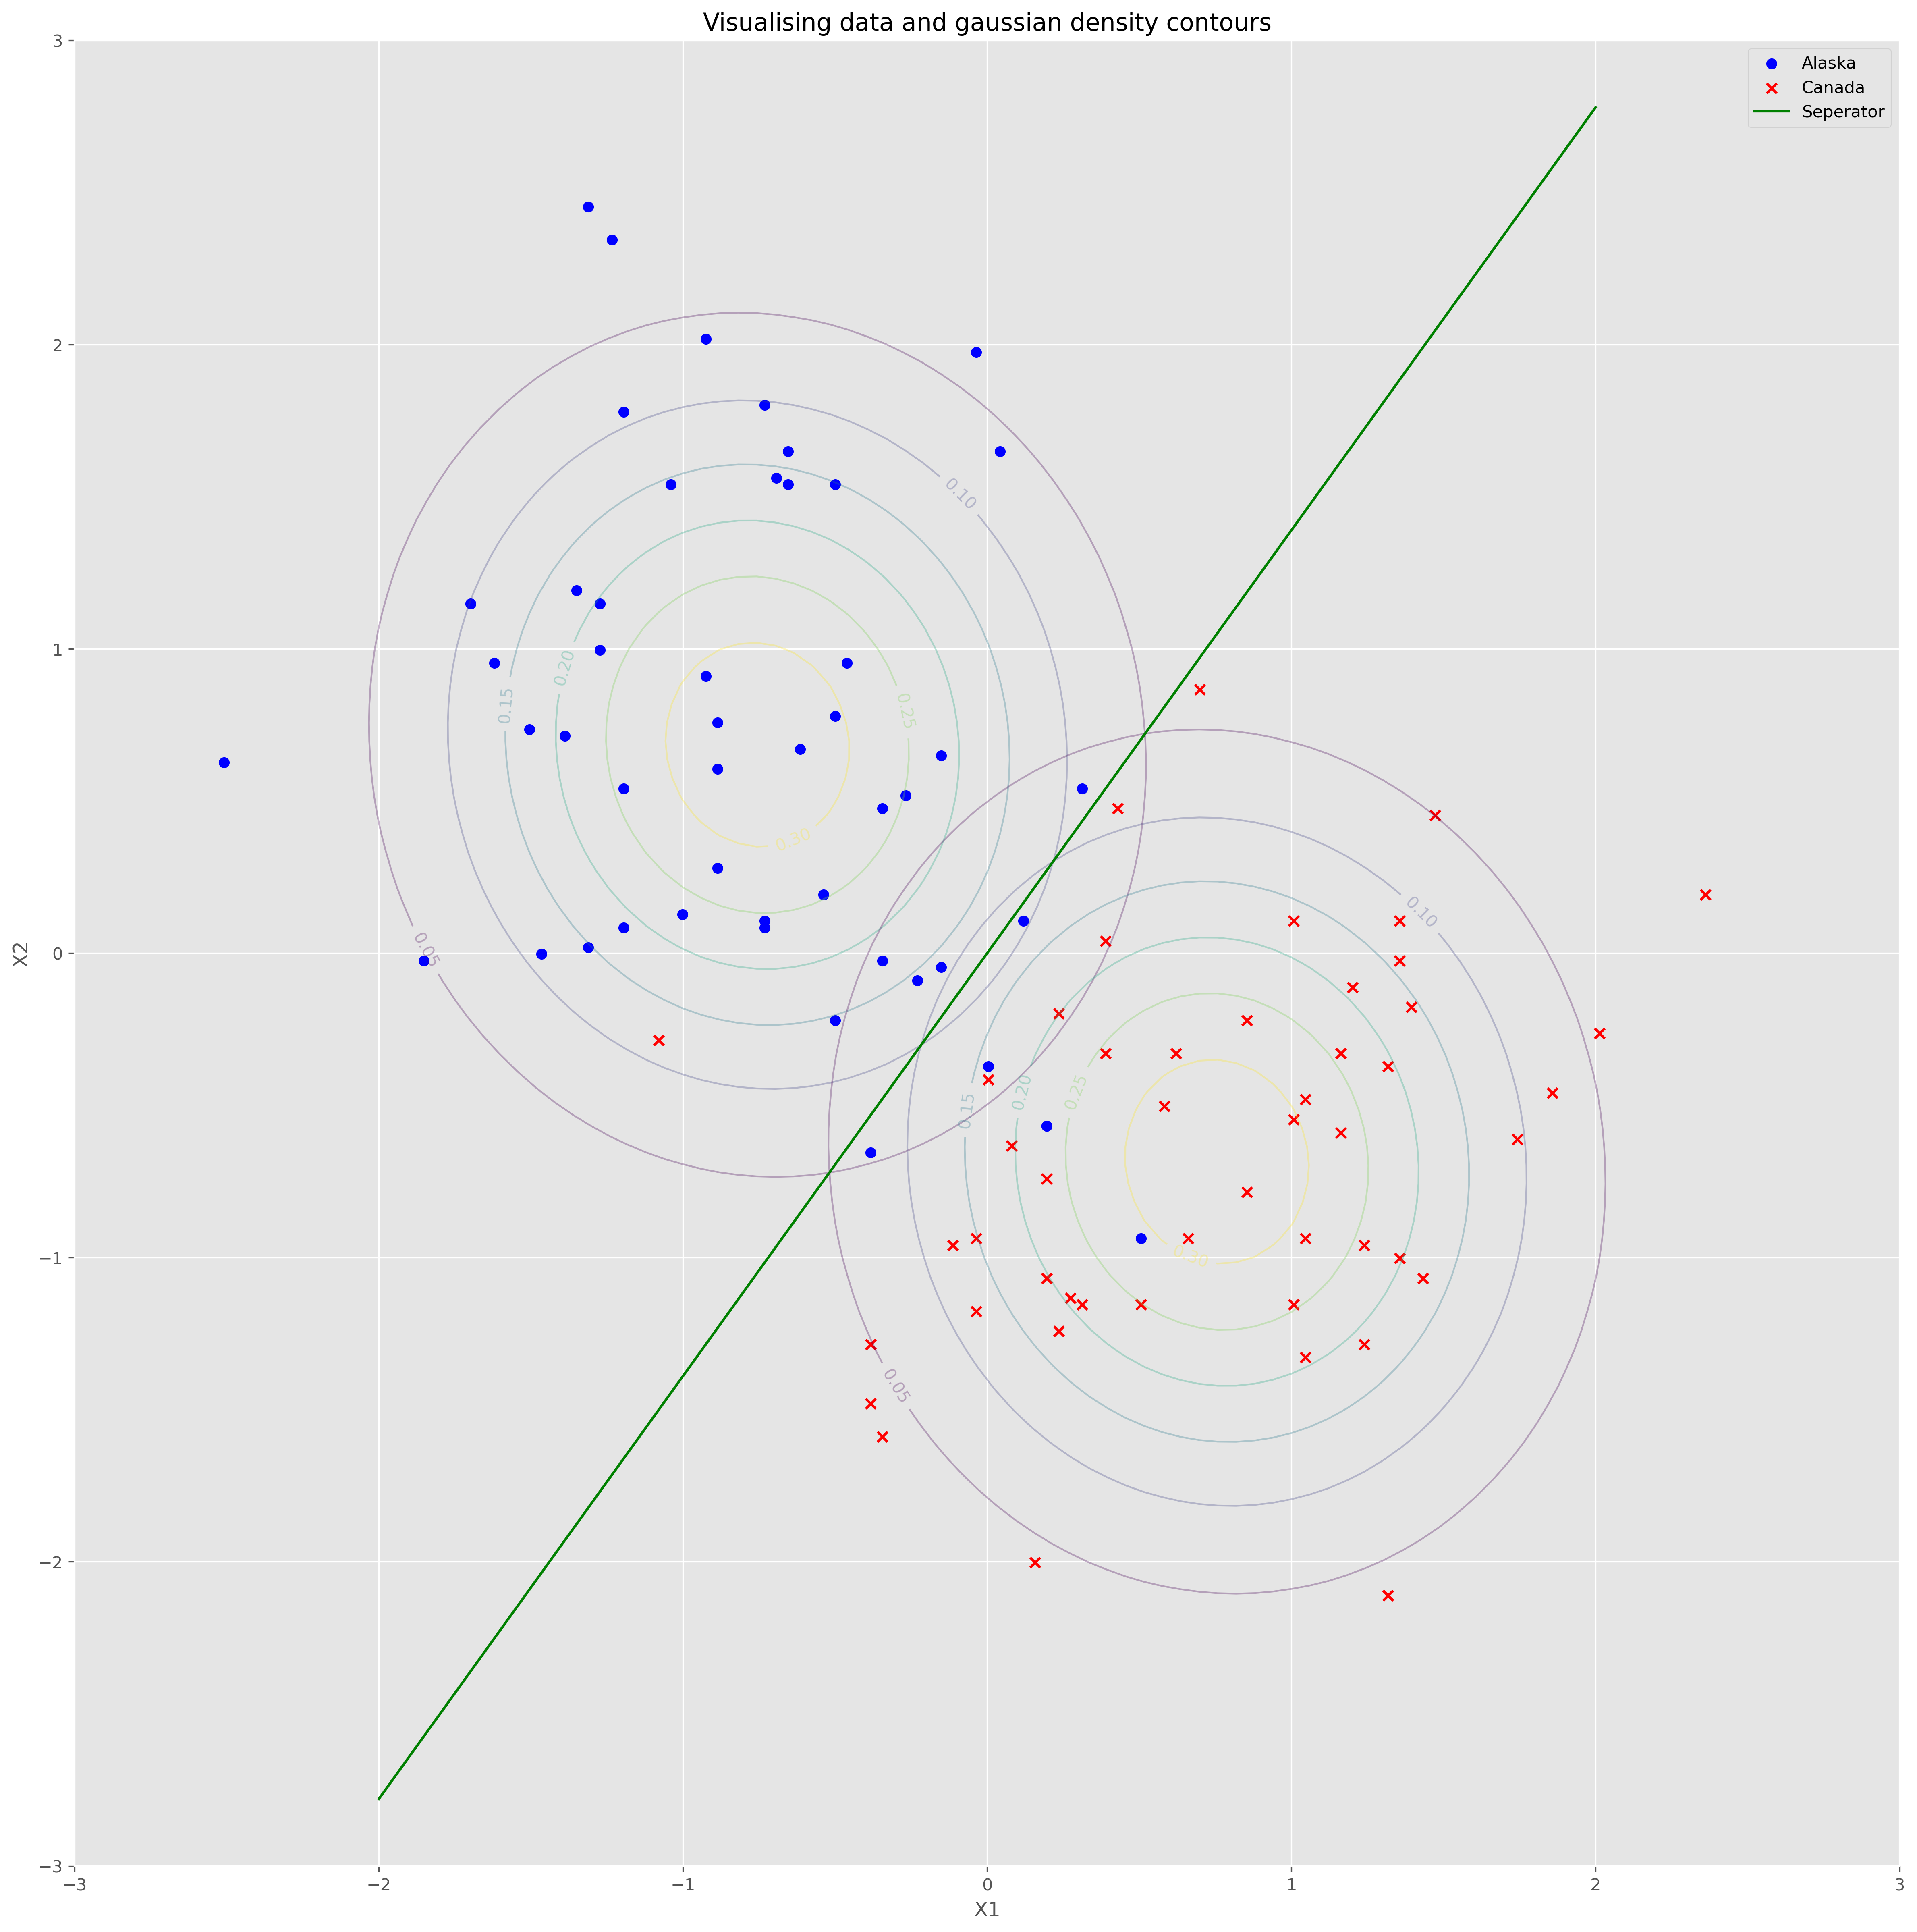 Visualising data and gaussian density contours
3
Alaska
Canada
Seperator
2
0.10
1
0.20
0.15
0.25
0.30
0.10
X2
0
0.05
0.15
0.20
0.25
−1
0.30
0.05
−2
−3
−3 −2 −1 0 1 2 3
X1